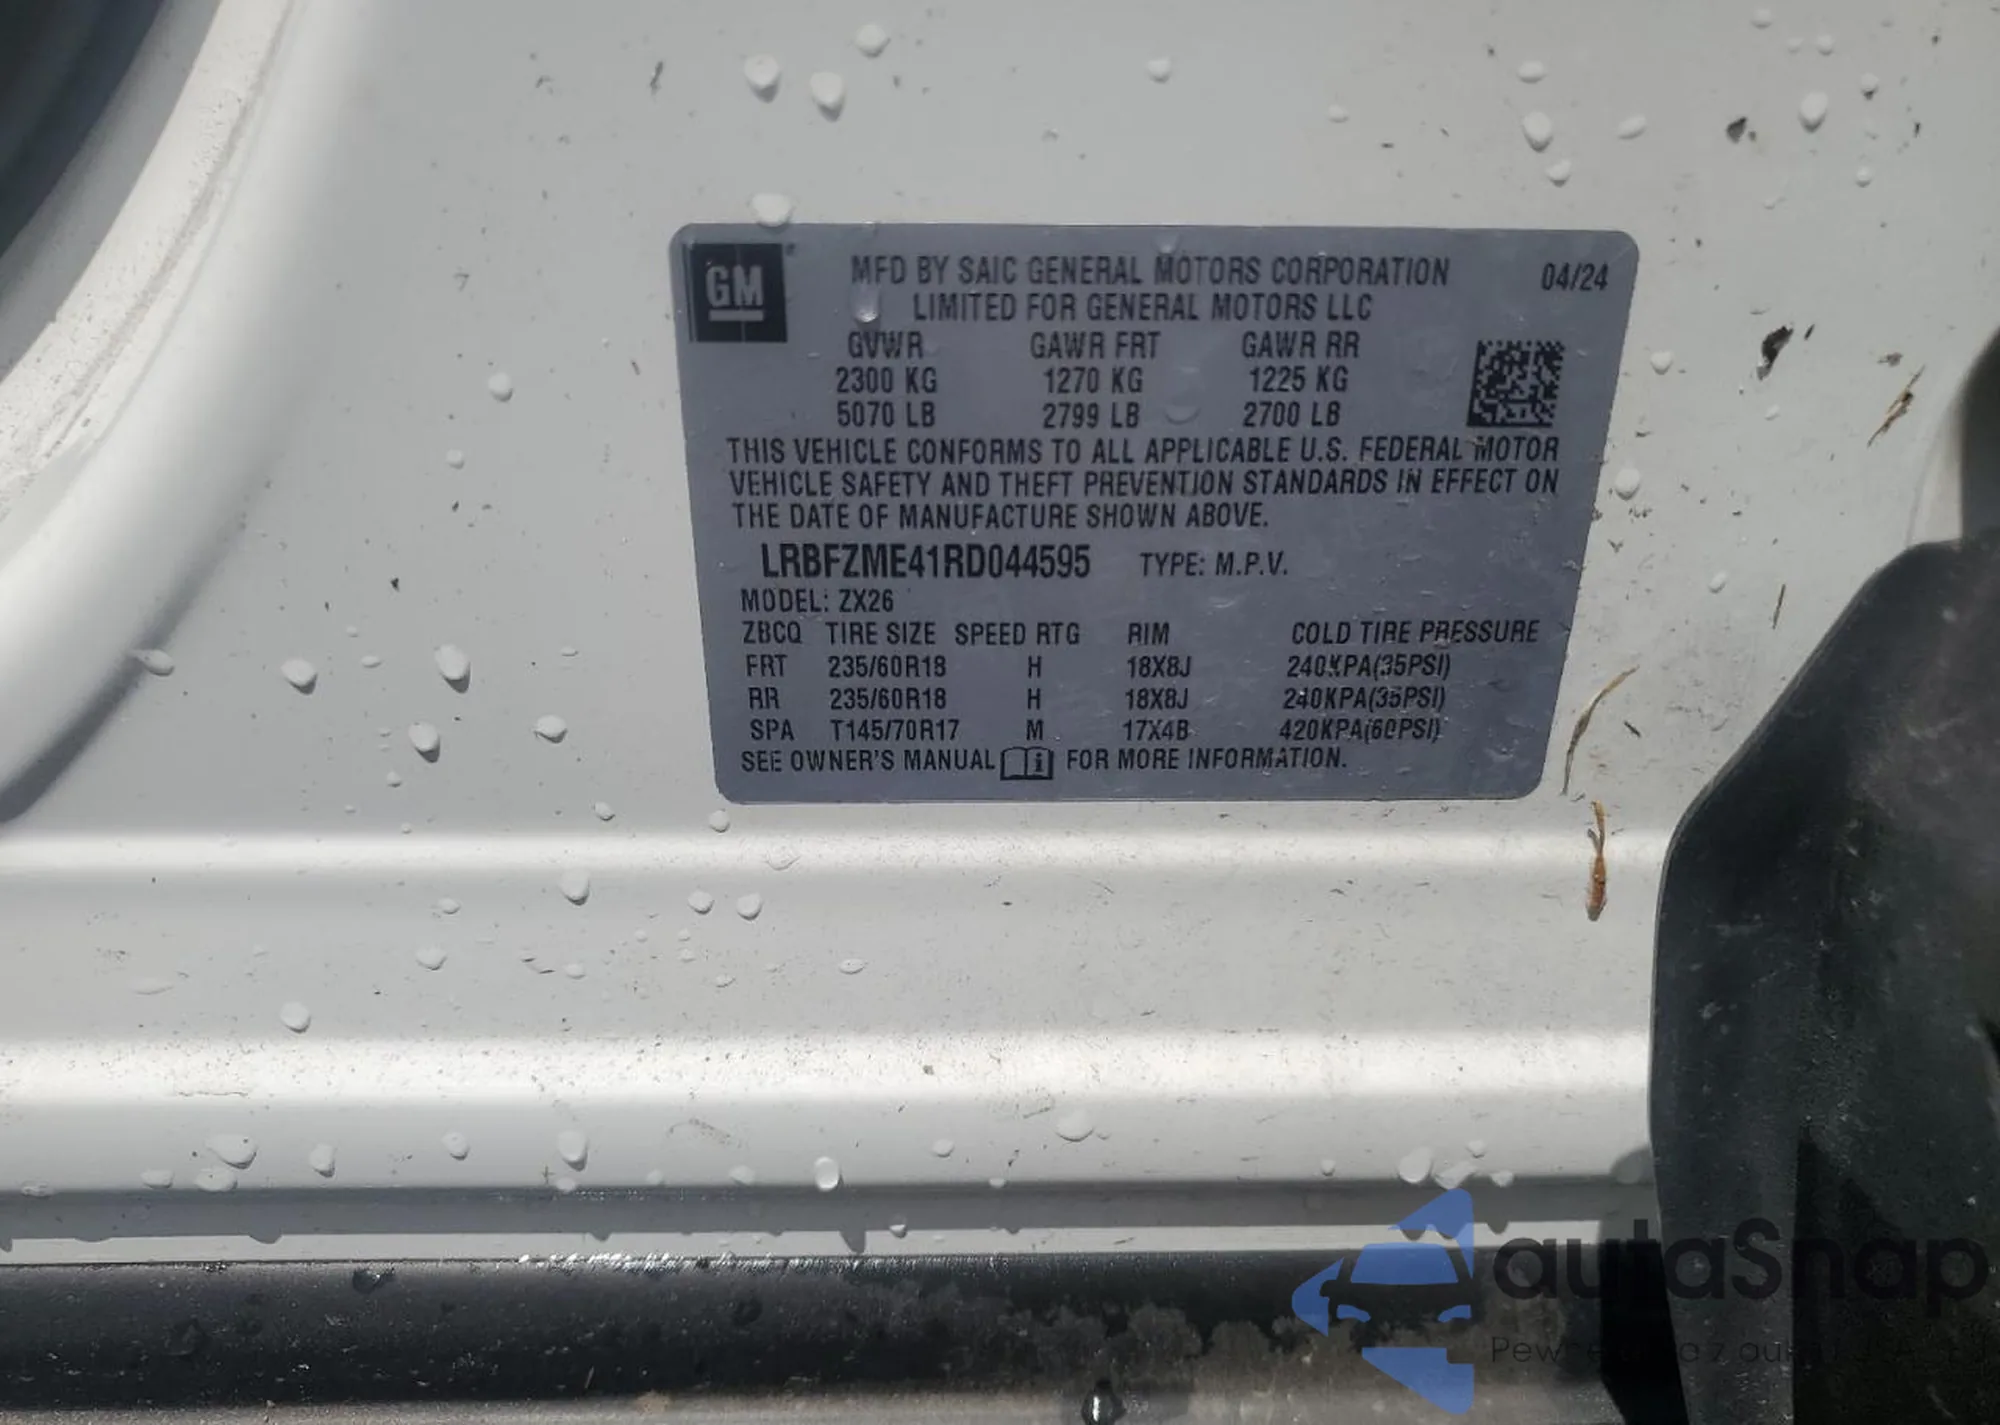 GM
MFD BY SAIC GENERAL MOTORS CORPORATION 04/24
LIMITED FOR GENERAL MOTORS LLC
GVWR GAWR FRT GAWR RR
2300 KG 1270 KG 1225 KG
5070 LB 2799 LB 2700 LB
THIS VEHICLE CONFORMS TO ALL APPLICABLE U.S. FEDERAL MOTOR
VEHICLE SAFETY AND THEFT PREVENTION STANDARDS IN EFFECT ON
THE DATE OF MANUFACTURE SHOWN ABOVE.
LRBFZME41RD044595 TYPE: M.P.V.
MODEL: ZX26
ZBCQ TIRE SIZE SPEED RTG RIM COLD TIRE PRESSURE
FRT 235/60R18 H 18X8J 240KPA(35PSI)
RR 235/60R18 H 18X8J 240KPA(35PSI)
SPA T145/70R17 M 17X4B 420KPA(60PSI)
SEE OWNER'S MANUAL FOR MORE INFORMATION.
autaSnap